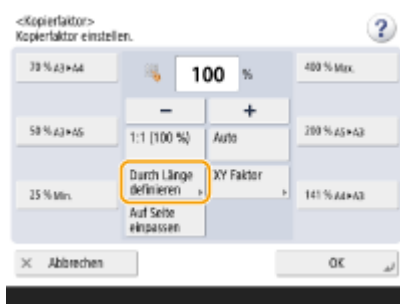 <Kopierfaktor>
Kopierfaktor einstellen.
?
70 % A3►A4
100 %
400 % Max.
− +
50 % A3►A5
1:1 (100 %) Auto
200 % A5►A3
Durch Länge definieren
XY Faktor
25 % Min.
141 % A4►A3
Auf Seite einpassen
× Abbrechen
OK